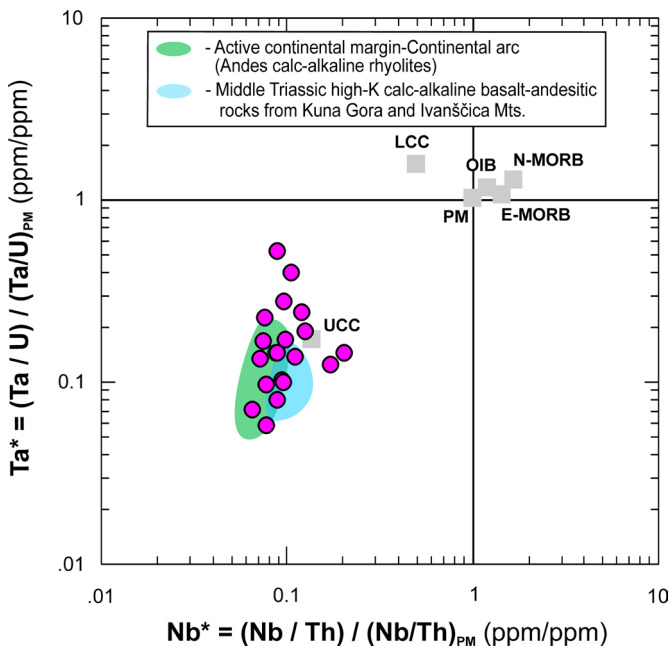 10
- Active continental margin-Continental arc
(Andes calc-alkaline rhyolites)
- Middle Triassic high-K calc-alkaline basalt-andesitic
rocks from Kuna Gora and Ivanščica Mts.
LCC
OIB
N-MORB
1
PM
E-MORB
UCC
0.1
.01
.01
0.1
1
10
Ta* = (Ta / U) / (Ta/U)PM (ppm/ppm)
Nb* = (Nb / Th) / (Nb/Th)PM (ppm/ppm)